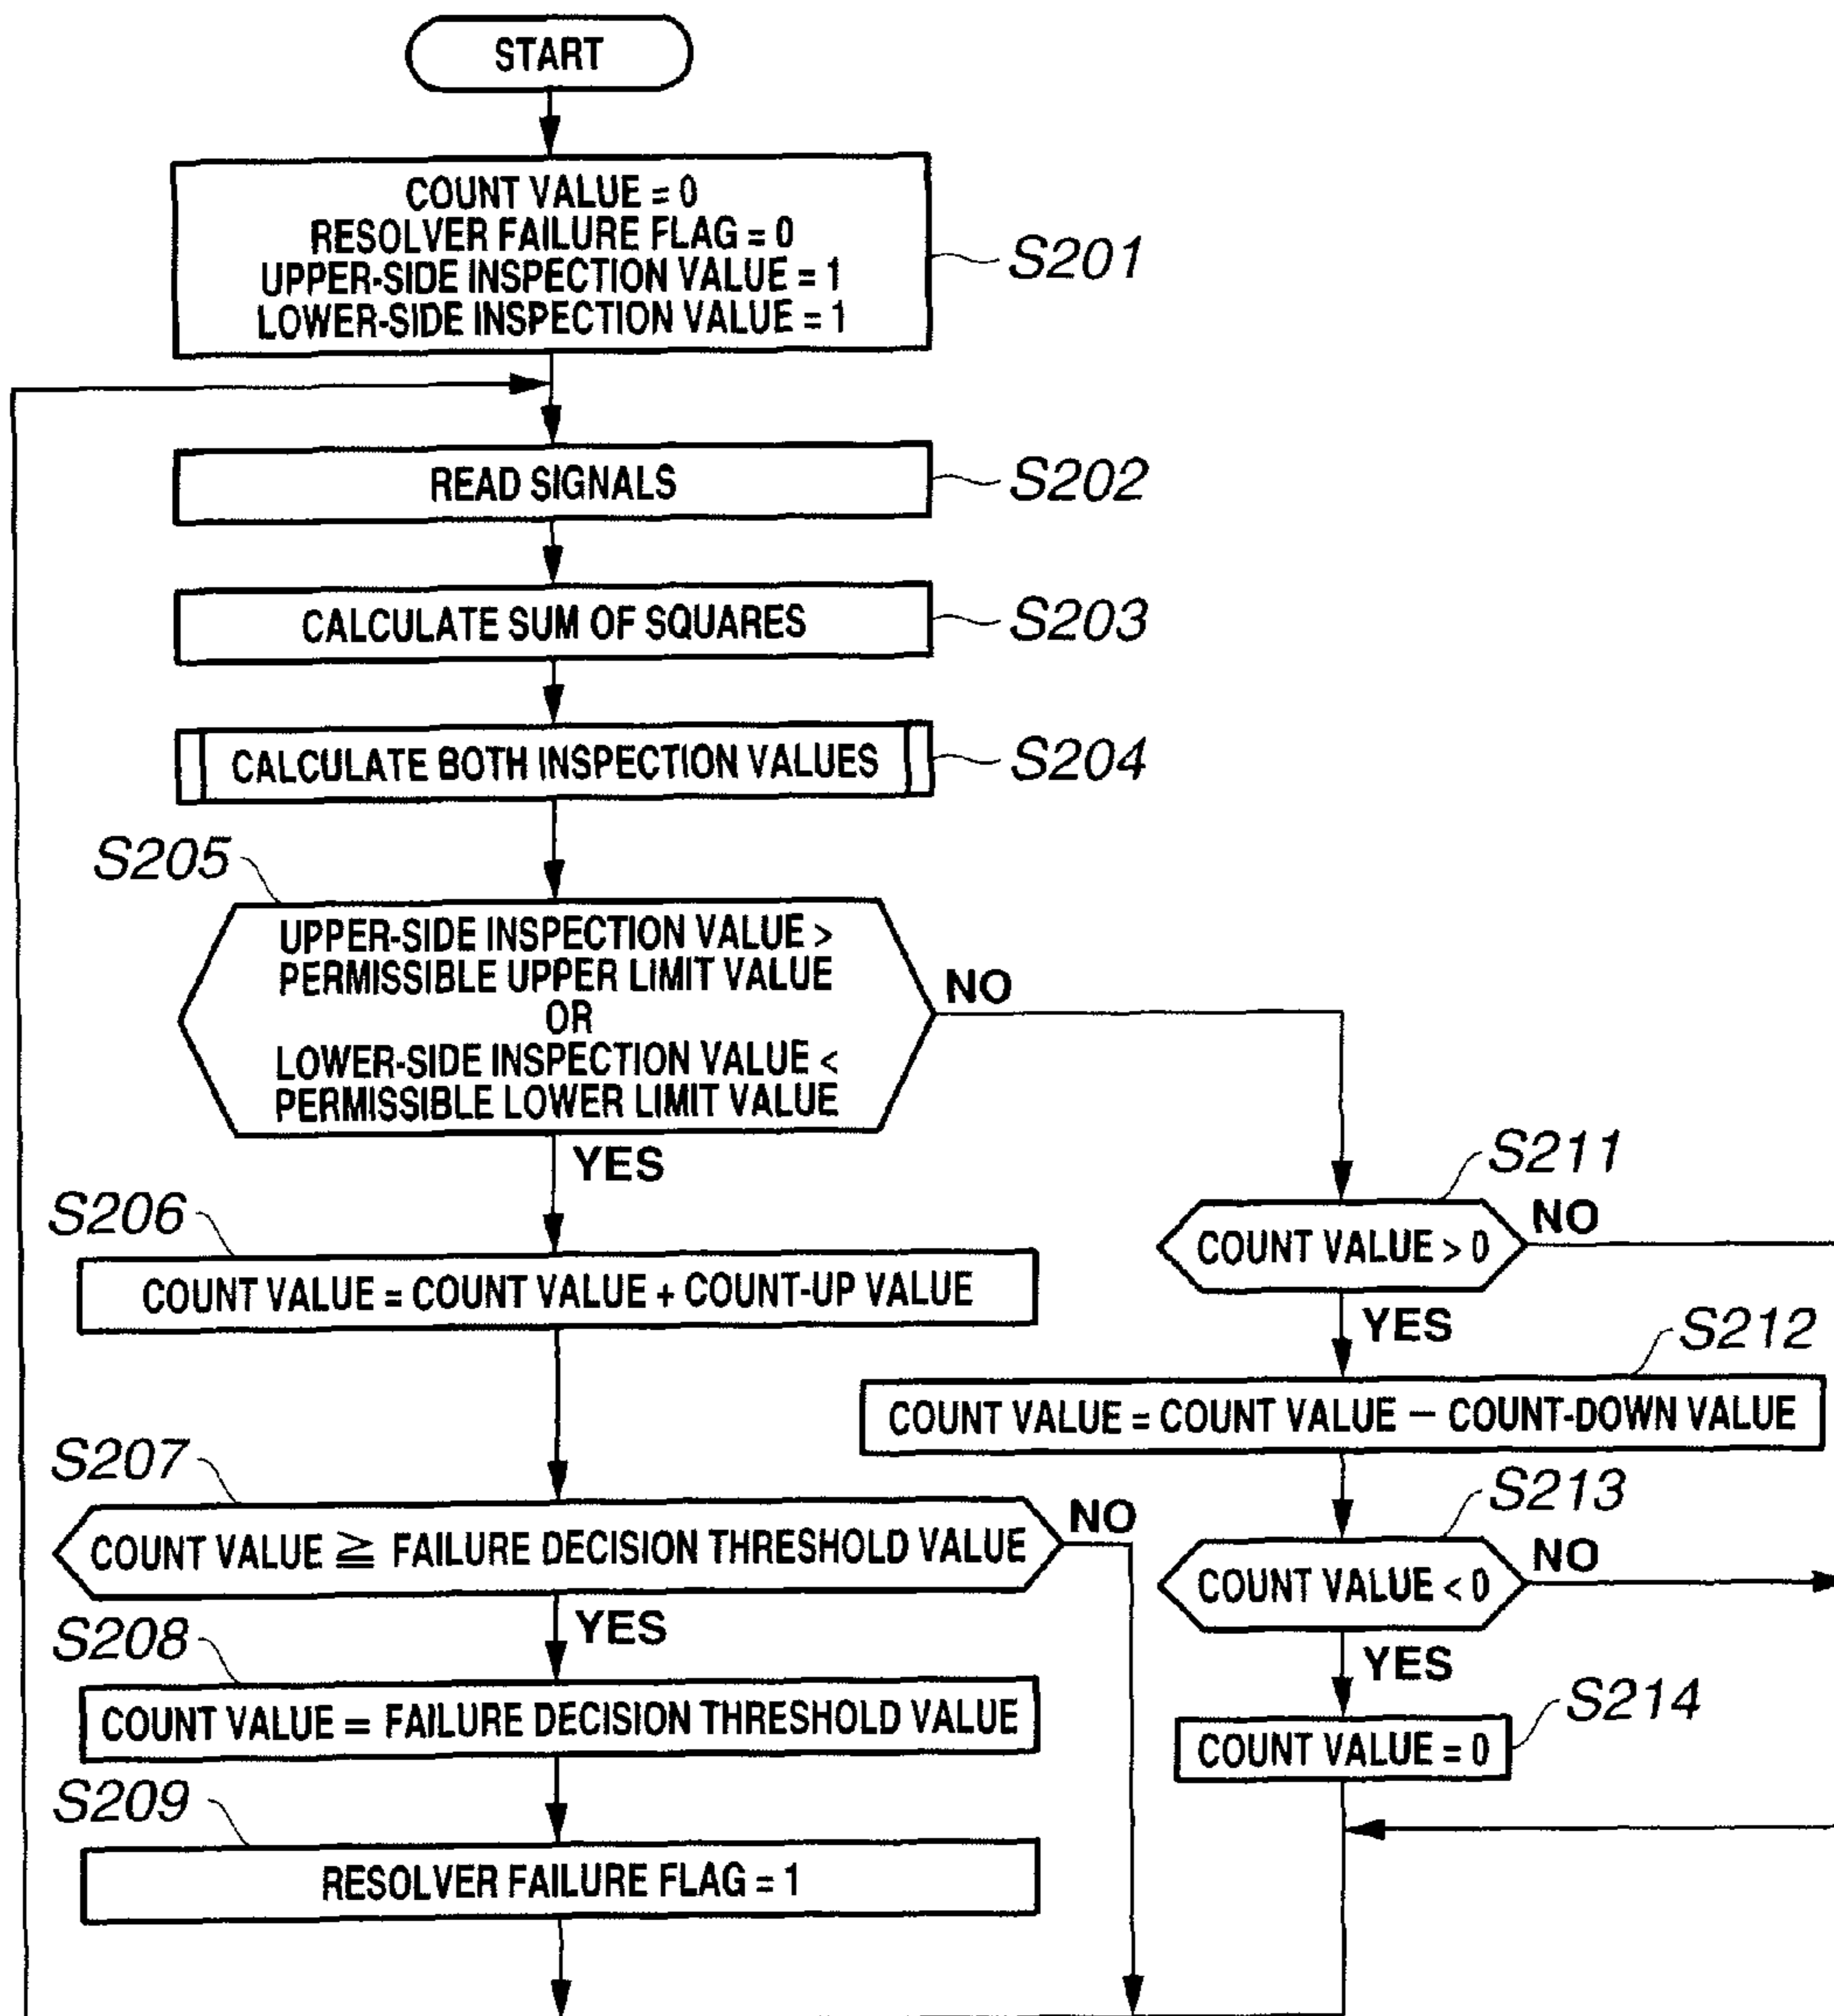 START
COUNT VALUE = 0
RESOLVER FAILURE FLAG = 0
UPPER-SIDE INSPECTION VALUE = 1
LOWER-SIDE INSPECTION VALUE = 1
S201
READ SIGNALS
S202
CALCULATE SUM OF SQUARES
S203
CALCULATE BOTH INSPECTION VALUES
S204
S205
UPPER-SIDE INSPECTION VALUE >
PERMISSIBLE UPPER LIMIT VALUE
OR
LOWER-SIDE INSPECTION VALUE <
PERMISSIBLE LOWER LIMIT VALUE
NO
YES
S206
COUNT VALUE = COUNT VALUE + COUNT-UP VALUE
S207
COUNT VALUE ≧ FAILURE DECISION THRESHOLD VALUE
NO
YES
S208
COUNT VALUE = FAILURE DECISION THRESHOLD VALUE
S209
RESOLVER FAILURE FLAG = 1
S211
COUNT VALUE > 0
NO
YES
S212
COUNT VALUE = COUNT VALUE − COUNT-DOWN VALUE
S213
COUNT VALUE < 0
NO
YES
S214
COUNT VALUE = 0